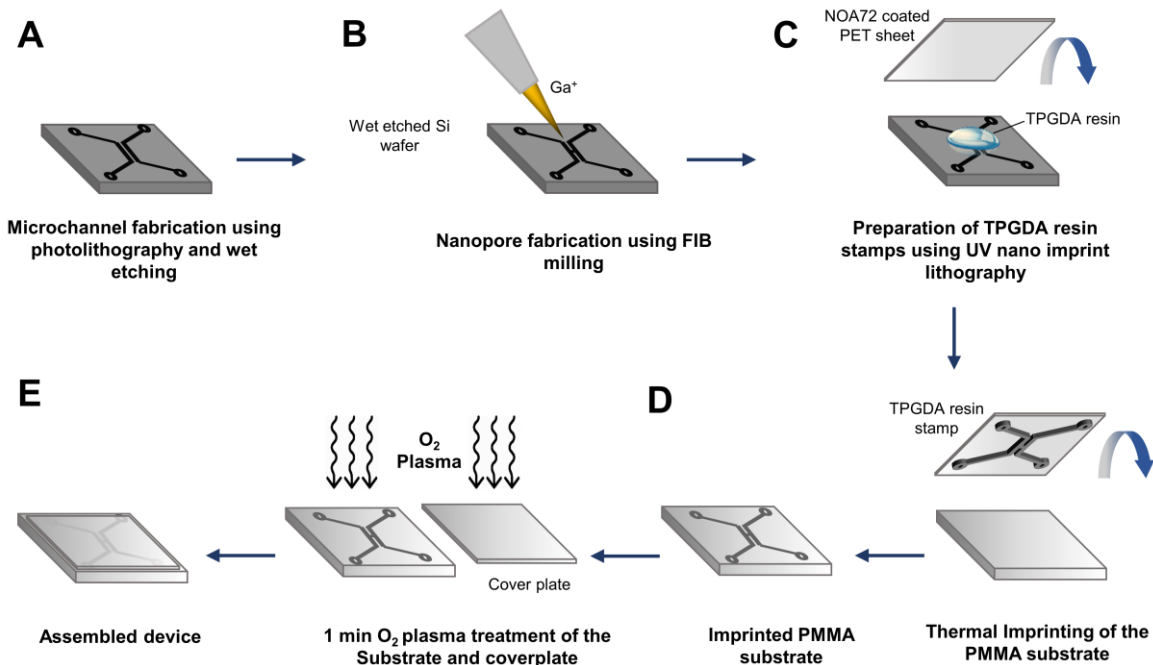 A
Microchannel fabrication using
photolithography and wet
etching
B
Ga⁺
Wet etched Si
wafer
Nanopore fabrication using FIB
milling
C
NOA72 coated
PET sheet
TPGDA resin
Preparation of TPGDA resin
stamps using UV nano imprint
lithography
D
TPGDA resin
stamp
Thermal Imprinting of the
PMMA substrate
Imprinted PMMA
substrate
E
O₂
Plasma
Cover plate
1 min O₂ plasma treatment of the
Substrate and coverplate
Assembled device